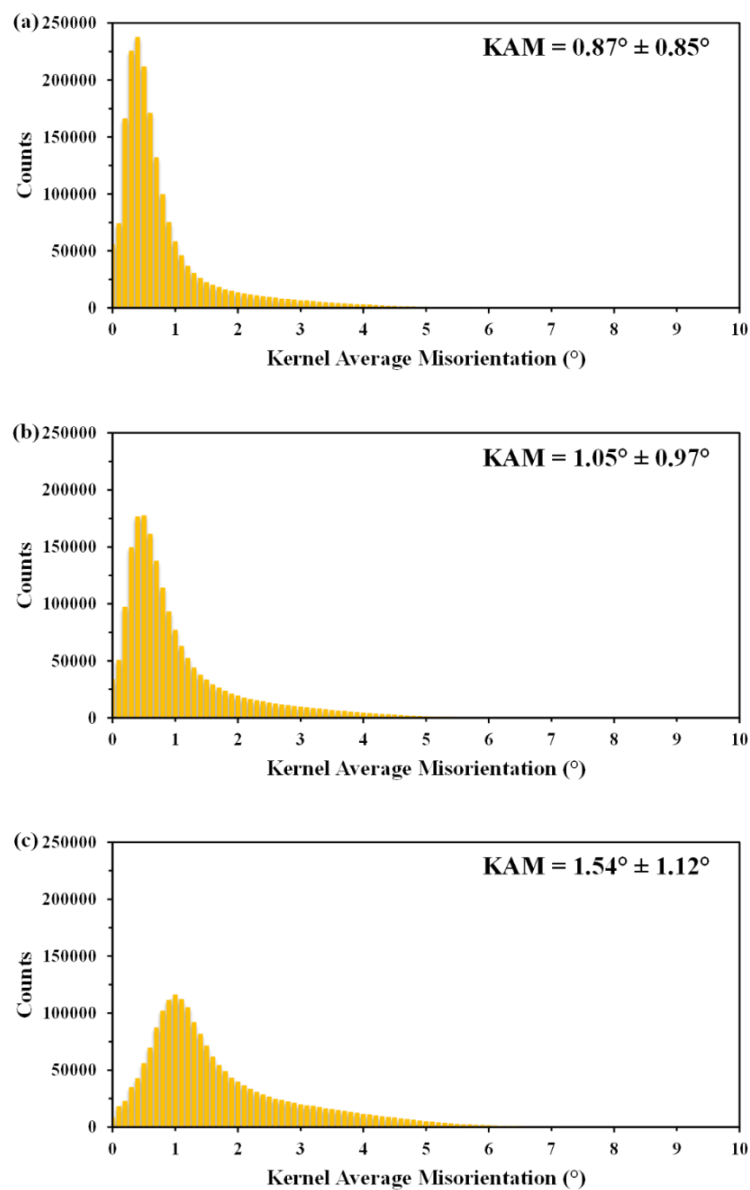 (a)
250000
200000
150000
100000
50000
0
Counts
KAM = 0.87° ± 0.85°
0 1 2 3 4 5 6 7 8 9 10
Kernel Average Misorientation (°)
(b)
250000
200000
150000
100000
50000
0
Counts
KAM = 1.05° ± 0.97°
0 1 2 3 4 5 6 7 8 9 10
Kernel Average Misorientation (°)
(c)
250000
200000
150000
100000
50000
0
Counts
KAM = 1.54° ± 1.12°
0 1 2 3 4 5 6 7 8 9 10
Kernel Average Misorientation (°)